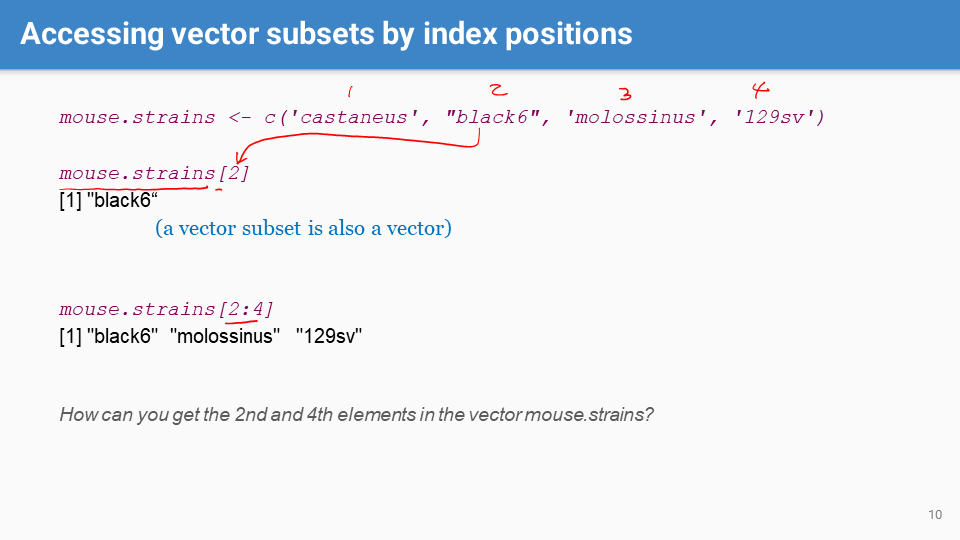 Accessing vector subsets by index positions
1 2 3 4
mouse.strains <- c('castaneus', "black6", 'molossinus', '129sv')
mouse.strains[2]
[1] "black6“
(a vector subset is also a vector)
mouse.strains[2:4]
[1] "black6" "molossinus" "129sv"
How can you get the 2nd and 4th elements in the vector mouse.strains?
10